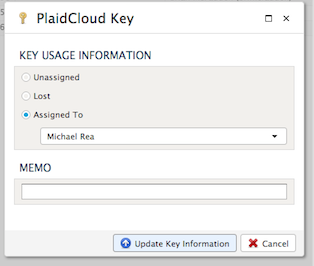 PlaidCloud Key
KEY USAGE INFORMATION
Unassigned
Lost
Assigned To
Michael Rea
MEMO
Update Key Information Cancel